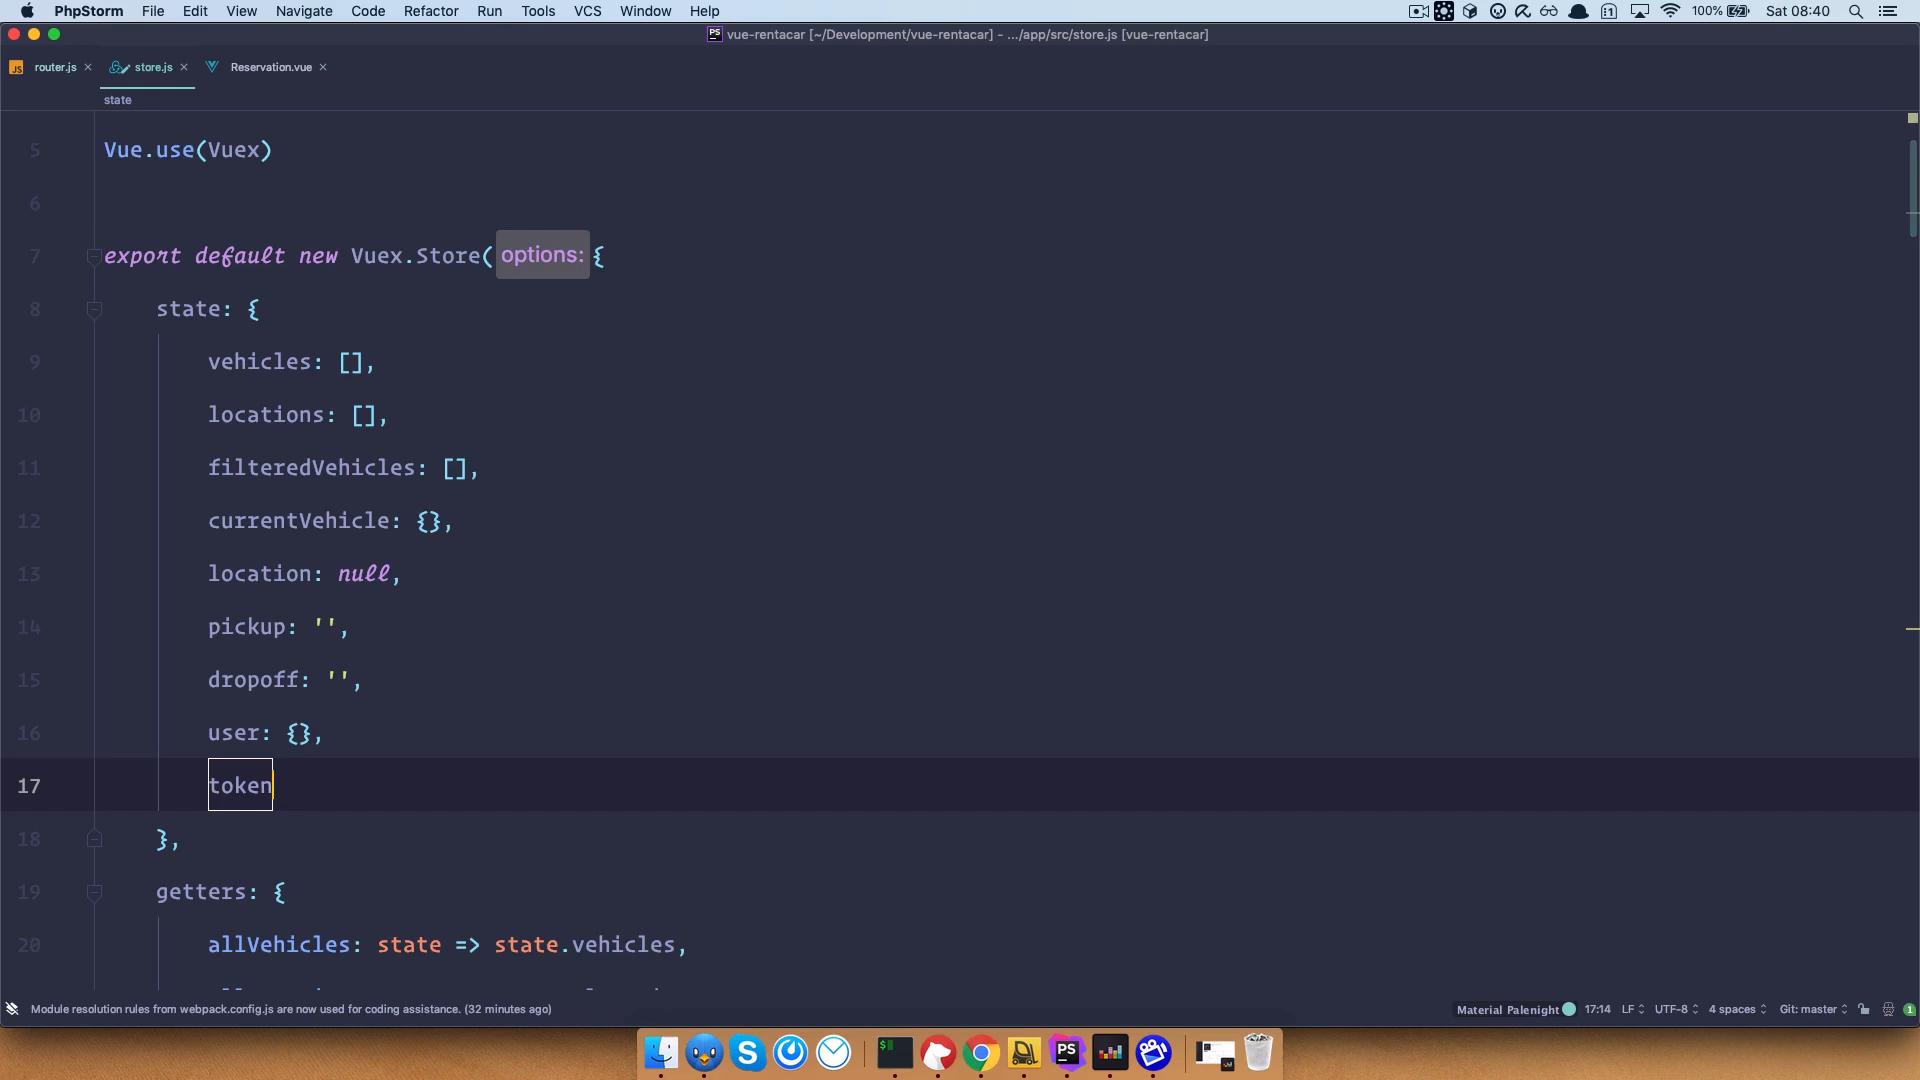 PhpStorm File Edit View Navigate Code Refactor Run Tools VCS Window Help 100% Sat 08:40
PS vue-rentacar [~/Development/vue-rentacar] - .../app/src/store.js [vue-rentacar]
JS router.js × store.js × Reservation.vue ×
state
5 Vue.use(Vuex)
6
7 export default new Vuex.Store( options: {
8 state: {
9 vehicles: [],
10 locations: [],
11 filteredVehicles: [],
12 currentVehicle: {},
13 location: null,
14 pickup: '',
15 dropoff: '',
16 user: {},
17 token
18 },
19 getters: {
20 allVehicles: state => state.vehicles,
Module resolution rules from webpack.config.js are now used for coding assistance. (32 minutes ago) Material Palenight 17:14 LF UTF-8 4 spaces Git: master 1
$ PS